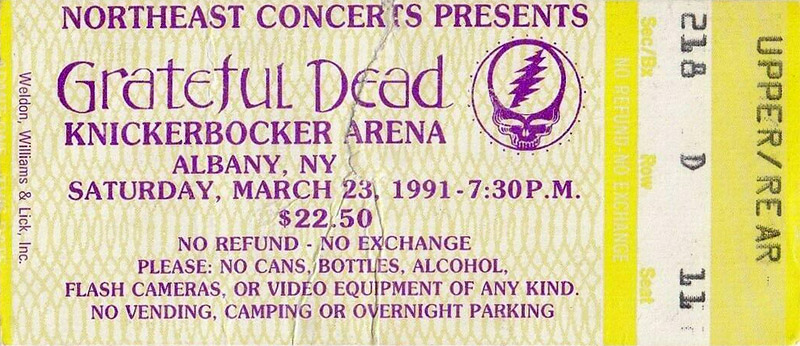 NORTHEAST CONCERTS PRESENTS
Grateful Dead
KNICKERBOCKER ARENA
ALBANY, NY
SATURDAY, MARCH 23, 1991 - 7:30 P.M.
$22.50
NO REFUND - NO EXCHANGE
PLEASE: NO CANS, BOTTLES, ALCOHOL,
FLASH CAMERAS, OR VIDEO EQUIPMENT OF ANY KIND.
NO VENDING, CAMPING OR OVERNIGHT PARKING
Weldon, Williams & Lick, Inc.
NO REFUND NO EXCHANGE
Sec/Bx Row Seat
218 D 11
UPPER/REAR